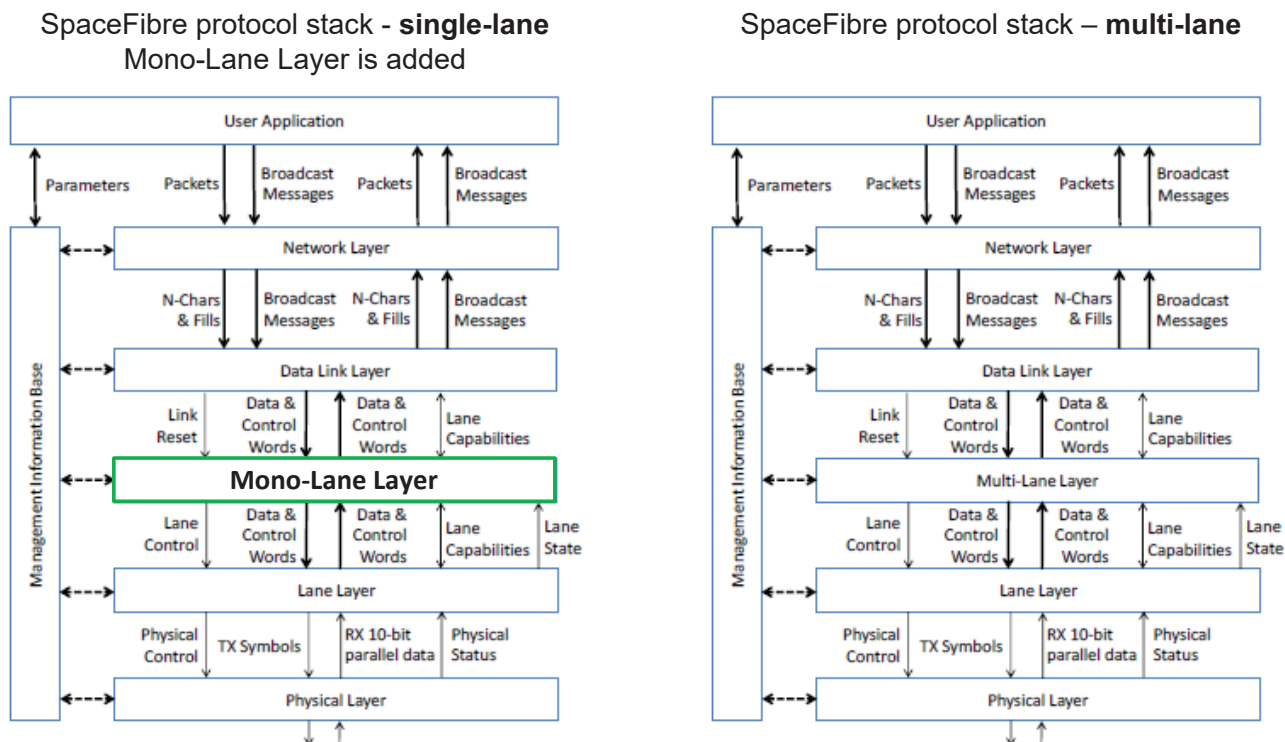 SpaceFibre protocol stack - single-lane
Mono-Lane Layer is added
User Application
Parameters
Packets
Broadcast
Messages
Packets
Broadcast
Messages
Management Information Base
Network Layer
N-Chars
& Fills
Broadcast
Messages
N-Chars
& Fills
Broadcast
Messages
Data Link Layer
Link
Reset
Data &
Control
Words
Data &
Control
Words
Lane
Capabilities
Mono-Lane Layer
Lane
Control
Data &
Control
Words
Data &
Control
Words
Lane
Capabilities
Lane
State
Lane Layer
Physical
Control
TX Symbols
RX 10-bit
parallel data
Physical
Status
Physical Layer
SpaceFibre protocol stack – multi-lane
User Application
Parameters
Packets
Broadcast
Messages
Packets
Broadcast
Messages
Management Information Base
Network Layer
N-Chars
& Fills
Broadcast
Messages
N-Chars
& Fills
Broadcast
Messages
Data Link Layer
Link
Reset
Data &
Control
Words
Data &
Control
Words
Lane
Capabilities
Multi-Lane Layer
Lane
Control
Data &
Control
Words
Data &
Control
Words
Lane
Capabilities
Lane
State
Lane Layer
Physical
Control
TX Symbols
RX 10-bit
parallel data
Physical
Status
Physical Layer